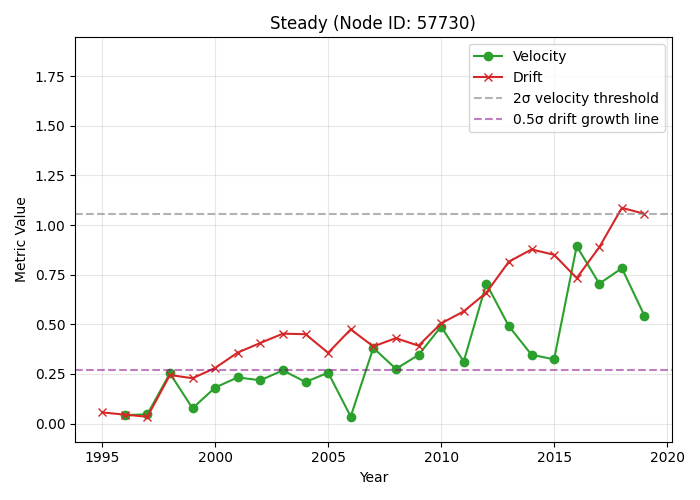 Steady (Node ID: 57730)
Velocity
Drift
2σ velocity threshold
0.5σ drift growth line
Metric Value
1.75
1.50
1.25
1.00
0.75
0.50
0.25
0.00
1995
2000
2005
2010
2015
2020
Year